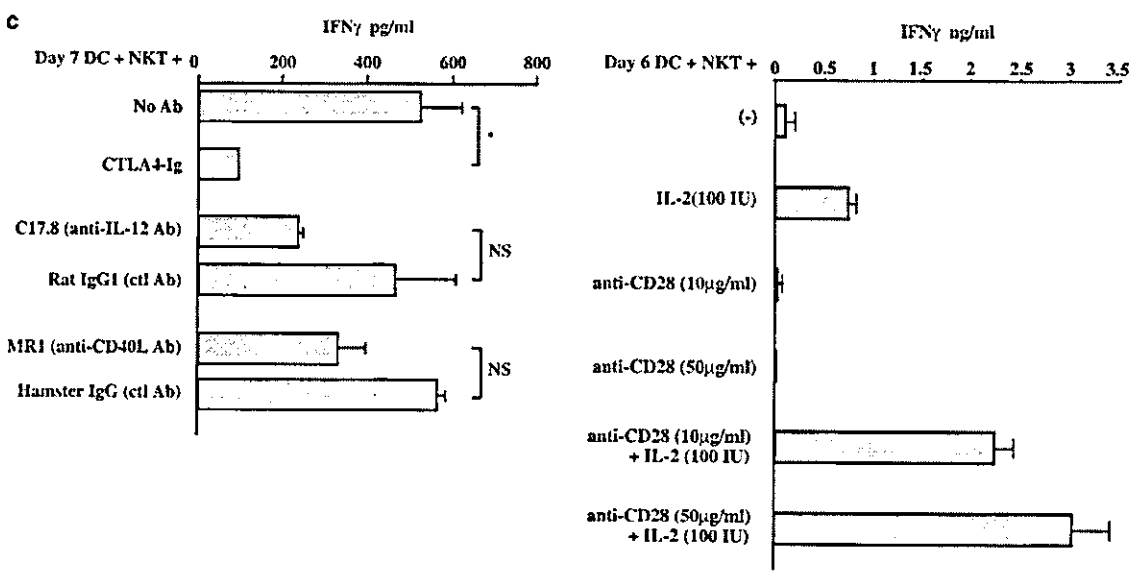 c
IFNγ pg/ml
Day 7 DC + NKT +
0 200 400 600 800
No Ab
*
CTLA4-Ig
C17.8 (anti-IL-12 Ab)
NS
Rat IgG1 (ctl Ab)
MR1 (anti-CD40L Ab)
NS
Hamster IgG (ctl Ab)
IFNγ ng/ml
Day 6 DC + NKT +
0 0.5 1 2 2.5 3 3.5
(-)
IL-2(100 IU)
anti-CD28 (10μg/ml)
anti-CD28 (50μg/ml)
anti-CD28 (10μg/ml)
+ IL-2 (100 IU)
anti-CD28 (50μg/ml)
+ IL-2 (100 IU)